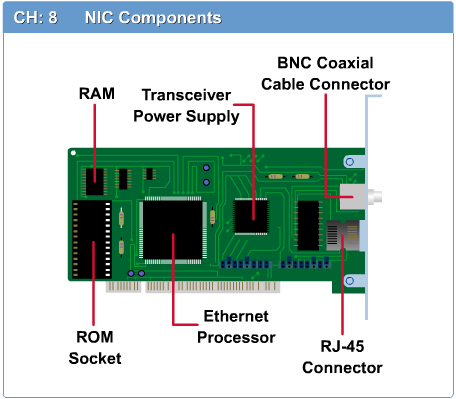 CH: 8 NIC Components
BNC Coaxial
Cable Connector
RAM
Transceiver
Power Supply
ROM
Socket
Ethernet
Processor
RJ-45
Connector